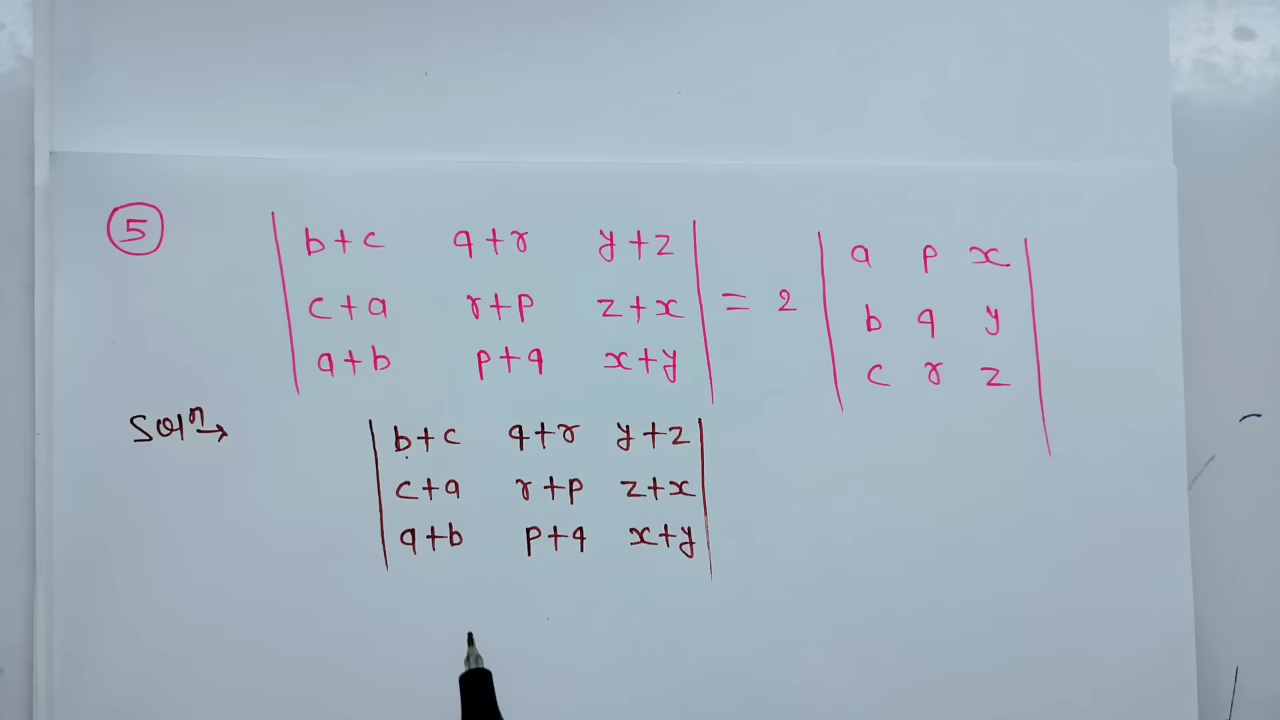 5
| b+c q+r y+z | = 2 | a p x |
| c+a r+p z+x | | b q y |
| a+b p+q x+y | | c r z |
Solⁿ→
| b+c q+r y+z |
| c+a r+p z+x |
| a+b p+q x+y |